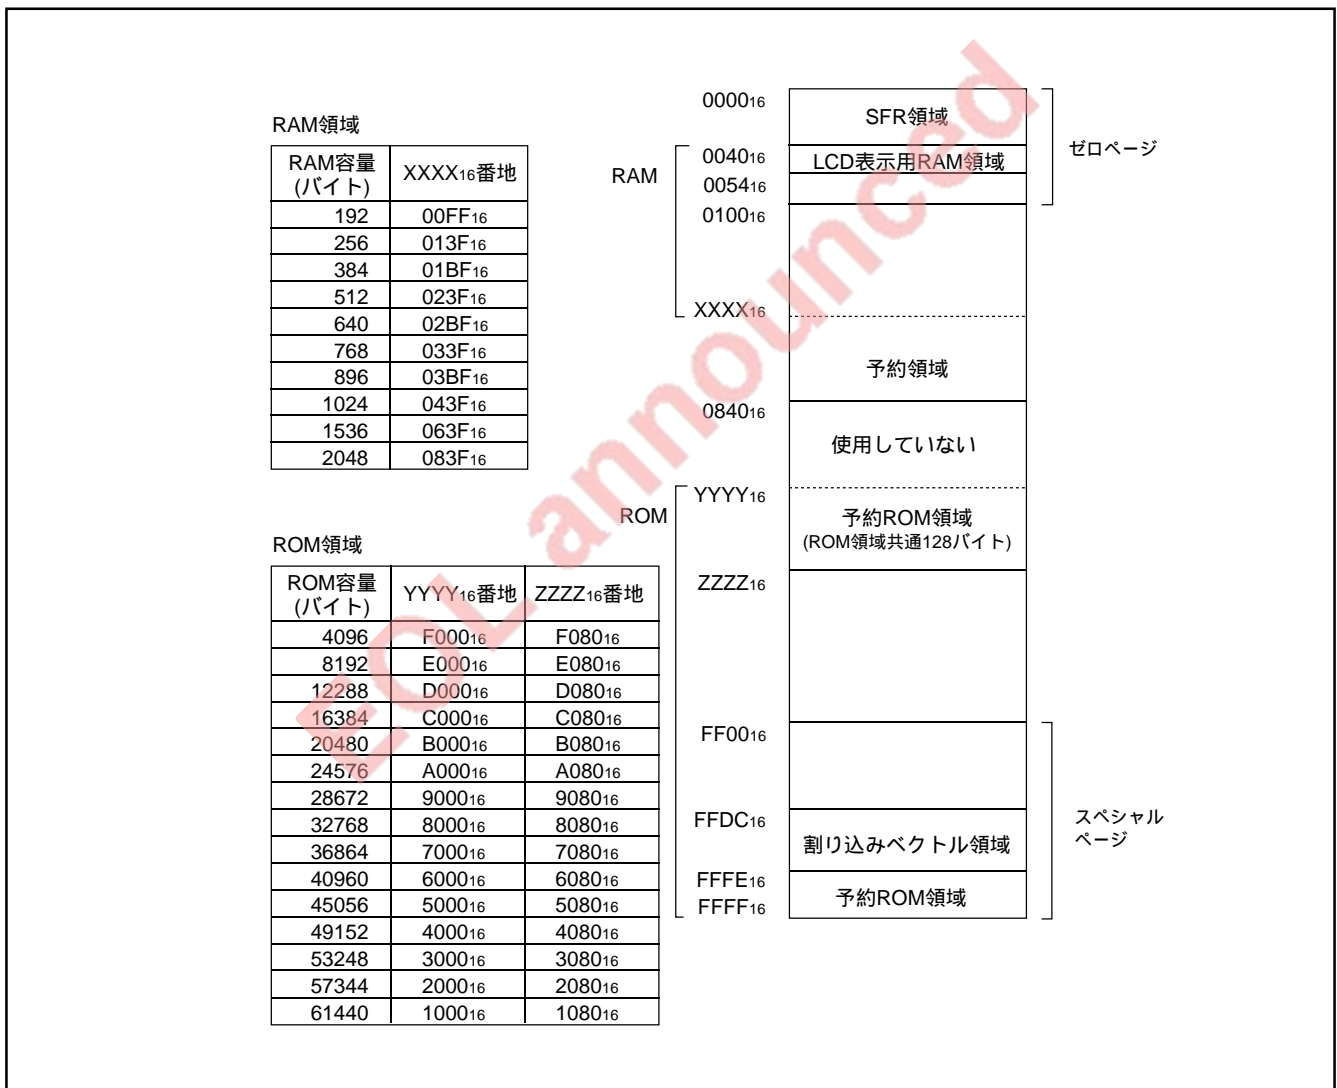 RAM領域
RAM容量 (バイト) XXXX16番地
192 00FF16
256 013F16
384 01BF16
512 023F16
640 02BF16
768 033F16
896 03BF16
1024 043F16
1536 063F16
2048 083F16
ROM領域
ROM容量 (バイト) YYYY16番地 ZZZZ16番地
4096 F00016 F08016
8192 E00016 E08016
12288 D00016 D08016
16384 C00016 C08016
20480 B00016 B08016
24576 A00016 A08016
28672 900016 908016
32768 800016 808016
36864 700016 708016
40960 600016 608016
45056 500016 508016
49152 400016 408016
53248 300016 308016
57344 200016 208016
61440 100016 108016
RAM
ROM
000016
SFR領域
004016
LCD表示用RAM領域
005416
010016
XXXX16
予約領域
084016
使用していない
YYYY16
予約ROM領域
(ROM領域共通128バイト)
ZZZZ16
FF0016
FFDC16
割り込みベクトル領域
FFFE16
予約ROM領域
FFFF16
ゼロページ
スペシャル
ページ
EOL announced